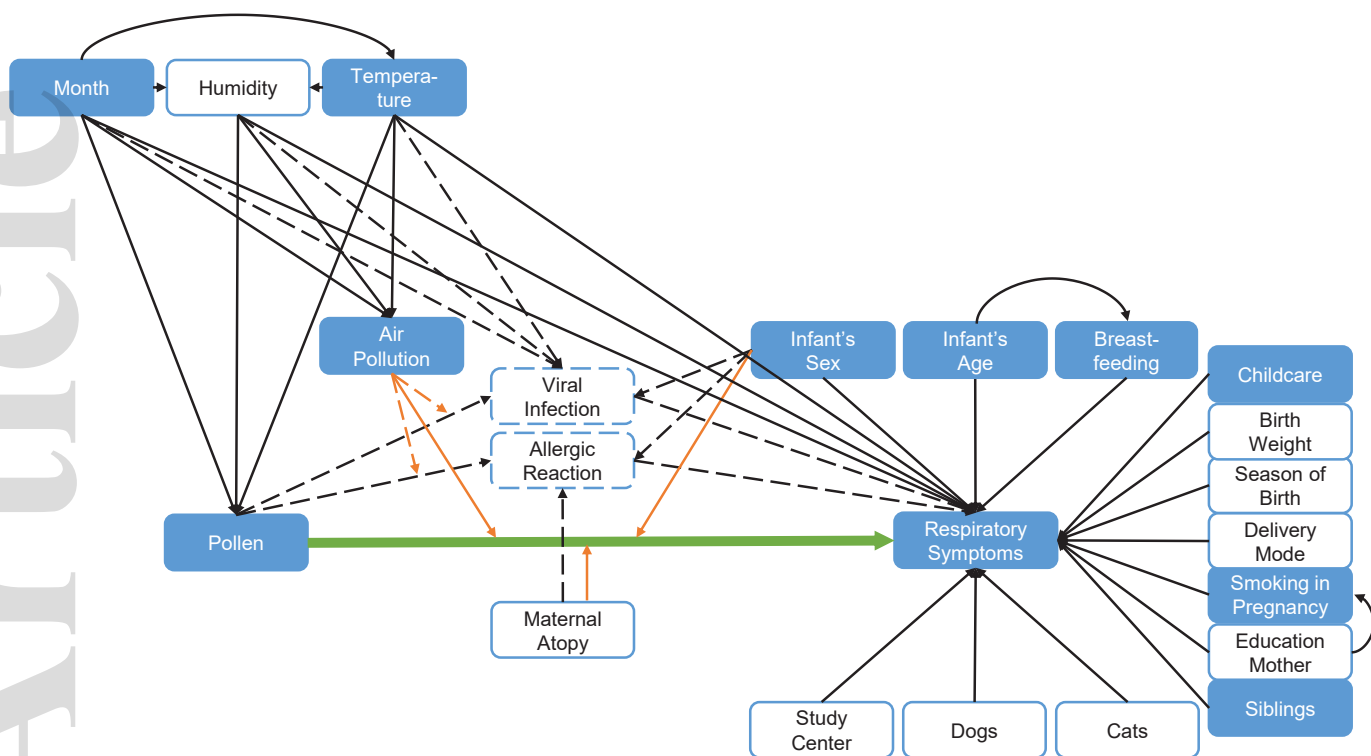 Month
Humidity
Tempera-
ture
Air
Pollution
Viral
Infection
Allergic
Reaction
Infant's
Sex
Infant's
Age
Breast-
feeding
Childcare
Birth
Weight
Season of
Birth
Delivery
Mode
Smoking in
Pregnancy
Education
Mother
Siblings
Pollen
Respiratory
Symptoms
Maternal
Atopy
Study
Center
Dogs
Cats
Article